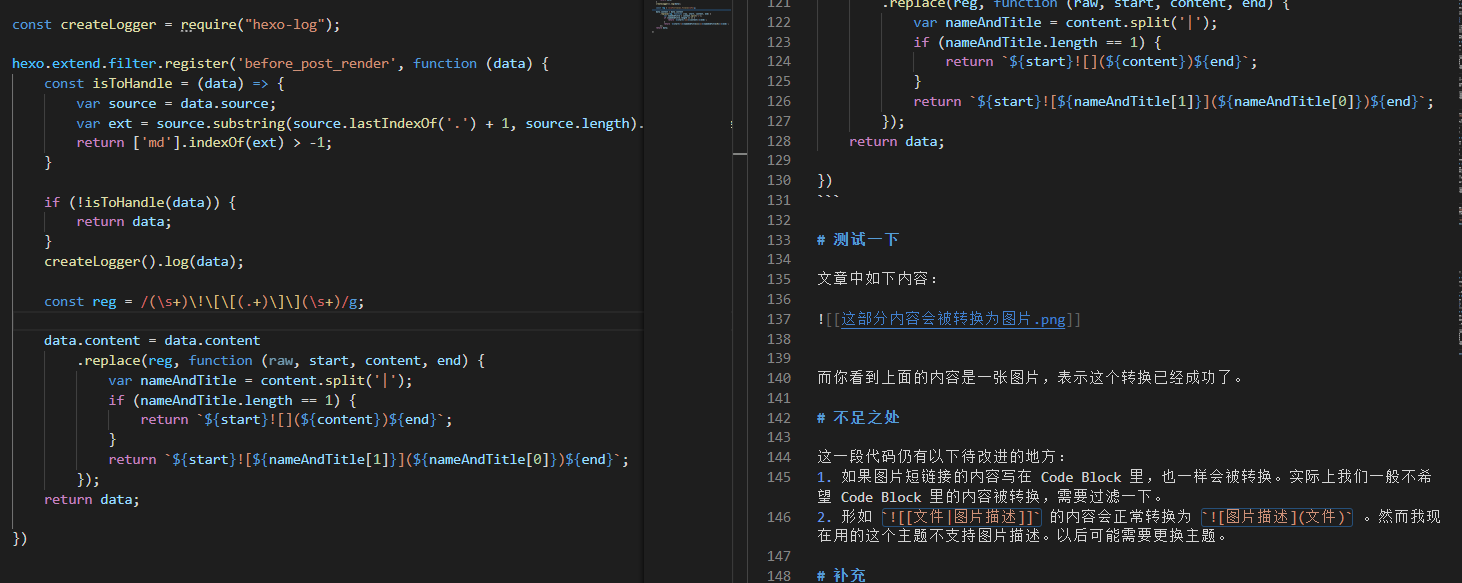 const createLogger = require("hexo-log");
hexo.extend.filter.register('before_post_render', function (data) {
const isToHandle = (data) => {
var source = data.source;
var ext = source.substring(source.lastIndexOf('.') + 1, source.length).
return ['md'].indexOf(ext) > -1;
}
if (!isToHandle(data)) {
return data;
}
createLogger().log(data);
const reg = /(\s+)\!\[\[(.+)\]\](\s+)/g;
data.content = data.content
.replace(reg, function (raw, start, content, end) {
var nameAndTitle = content.split('|');
if (nameAndTitle.length == 1) {
return `${start}![](${content})${end}`;
}
return `${start}![${nameAndTitle[1]}](${nameAndTitle[0]})${end}`;
});
return data;
})
121 .replace(reg, function (raw, start, content, end) {
122 var nameAndTitle = content.split('|');
123 if (nameAndTitle.length == 1) {
124 return `${start}![](${content})${end}`;
125 }
126 return `${start}![${nameAndTitle[1]}](${nameAndTitle[0]})${end}`;
127 });
128 return data;
129
130 })
131 ```
132
133 # 测试一下
134
135 文章中如下内容：
136
137 ![[这部分内容会被转换为图片.png]]
138
139
140 而你看到上面的内容是一张图片，表示这个转换已经成功了。
141
142 # 不足之处
143
144 这一段代码仍有以下待改进的地方：
145 1. 如果图片短链接的内容写在 Code Block 里，也一样会被转换。实际上我们一般不希
望 Code Block 里的内容被转换，需要过滤一下。
146 2. 形如 `![[文件|图片描述]]` 的内容会正常转换为 `![图片描述](文件)` 。然而我现
在用的这个主题不支持图片描述。以后可能需要更换主题。
147
148 # 补充